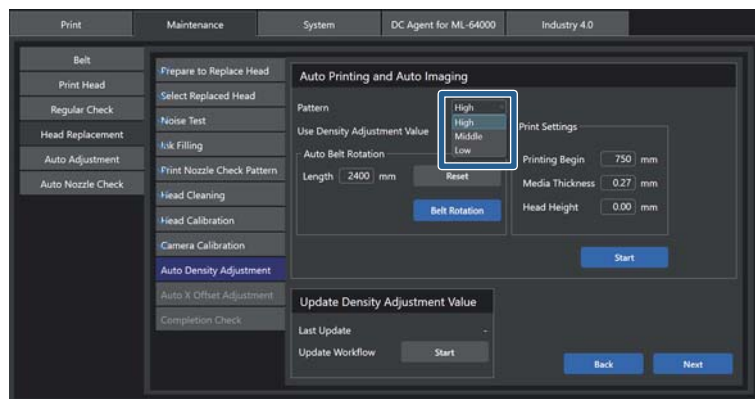 Print
Maintenance
System
DC Agent for ML-64000
Industry 4.0
Belt
Print Head
Regular Check
Head Replacement
Auto Adjustment
Auto Nozzle Check
Prepare to Replace Head
Select Replaced Head
Noise Test
Ink Filling
Print Nozzle Check Pattern
Head Cleaning
Head Calibration
Camera Calibration
Auto Density Adjustment
Auto X Offset Adjustment
Completion Check
Auto Printing and Auto Imaging
Pattern
High
High
Middle
Low
Use Density Adjustment Value
Auto Belt Rotation
Length 2400 mm
Reset
Belt Rotation
Print Settings
Printing Begin 750 mm
Media Thickness 0.27 mm
Head Height 0.00 mm
Start
Update Density Adjustment Value
Last Update -
Update Workflow Start
Back
Next